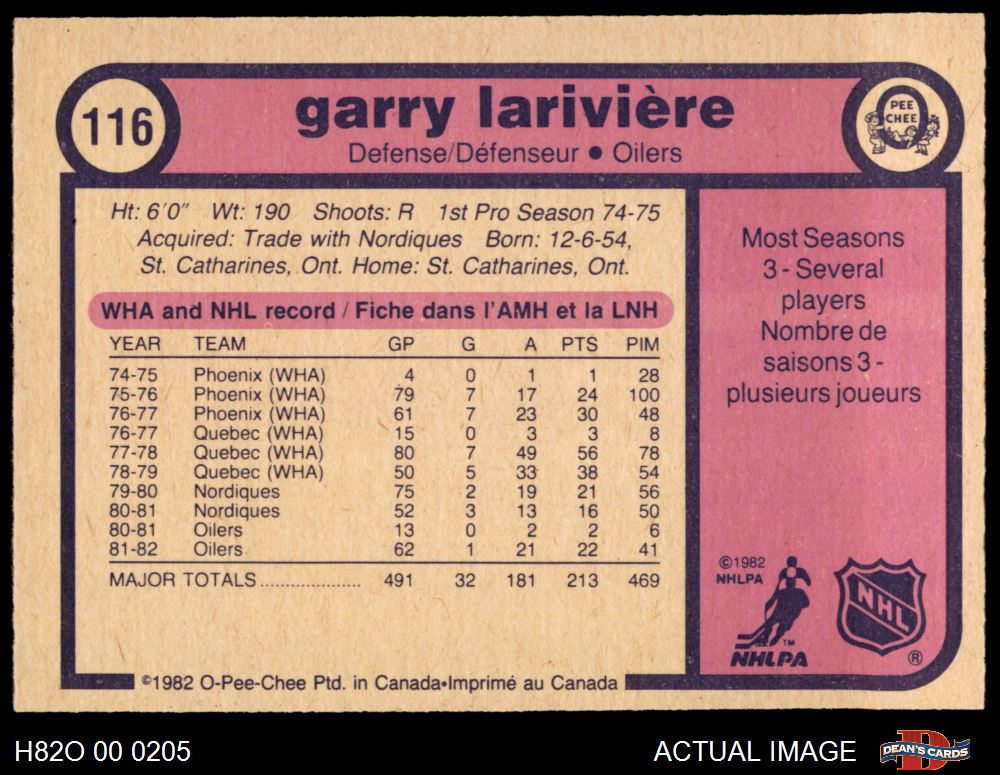 116
garry larivière
Defense/Défenseur • Oilers
PEE
CHEE
Ht: 6'0" Wt: 190 Shoots: R 1st Pro Season 74-75
Acquired: Trade with Nordiques Born: 12-6-54,
St. Catharines, Ont. Home: St. Catharines, Ont.
WHA and NHL record / Fiche dans l'AMH et la LNH
YEAR TEAM GP G A PTS PIM
74-75 Phoenix (WHA) 4 0 1 1 28
75-76 Phoenix (WHA) 79 7 17 24 100
76-77 Phoenix (WHA) 61 7 23 30 48
76-77 Quebec (WHA) 15 0 3 3 8
77-78 Quebec (WHA) 80 7 49 56 78
78-79 Quebec (WHA) 50 5 33 38 54
79-80 Nordiques 75 2 19 21 56
80-81 Nordiques 52 3 13 16 50
80-81 Oilers 13 0 2 2 6
81-82 Oilers 62 1 21 22 41
MAJOR TOTALS..................... 491 32 181 213 469
©1982 O-Pee-Chee Ptd. in Canada•Imprimé au Canada
Most Seasons
3 - Several
players
Nombre de
saisons 3 -
plusieurs joueurs
©1982
NHLPA
TM
NHLPA
NHL
®
H82O 00 0205
ACTUAL IMAGE
DEAN'S CARDS